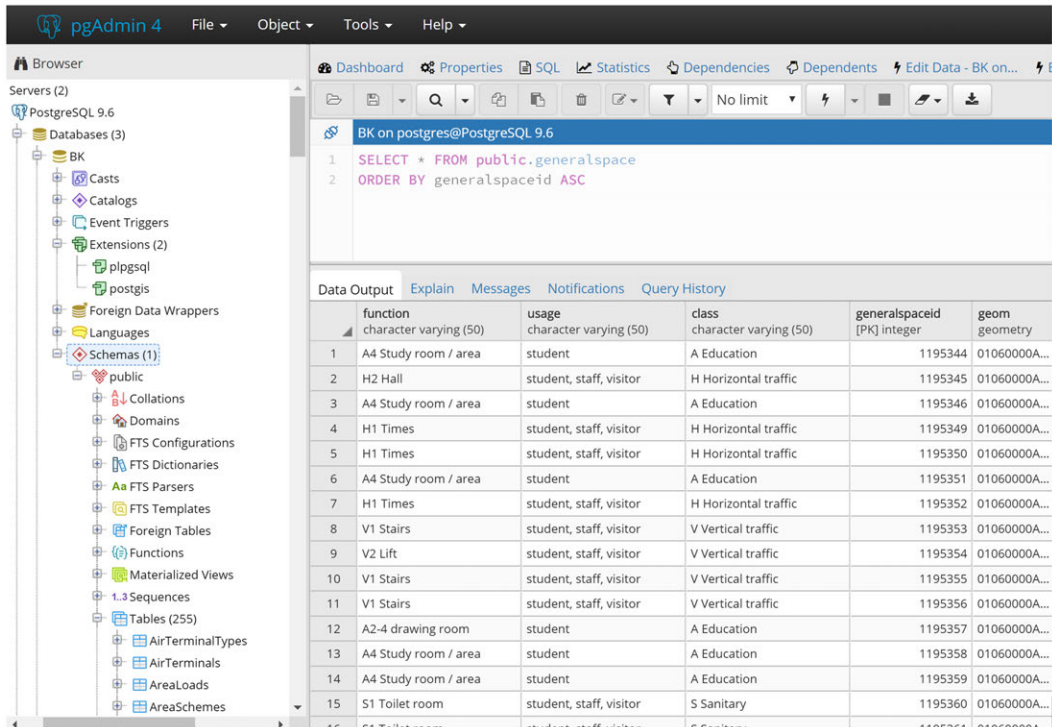 pgAdmin 4 File Object Tools Help
Browser
Dashboard Properties SQL Statistics Dependencies Dependents Edit Data - BK on...
Servers (2)
PostgreSQL 9.6
Databases (3)
BK
Casts
Catalogs
Event Triggers
Extensions (2)
plpgsql
postgis
Foreign Data Wrappers
Languages
Schemas (1)
public
Collations
Domains
FTS Configurations
FTS Dictionaries
Aa FTS Parsers
FTS Templates
Foreign Tables
Functions
Materialized Views
1..3 Sequences
Tables (255)
AirTerminalTypes
AirTerminals
AreaLoads
AreaSchemes
No limit
BK on postgres@PostgreSQL 9.6
1 SELECT * FROM public.generalspace
2 ORDER BY generalspaceid ASC
Data Output Explain Messages Notifications Query History
function usage class generalspaceid geom
character varying (50) character varying (50) character varying (50) [PK] integer geometry
1 A4 Study room / area student A Education 1195344 01060000A...
2 H2 Hall student, staff, visitor H Horizontal traffic 1195345 01060000A...
3 A4 Study room / area student A Education 1195346 01060000A...
4 H1 Times student, staff, visitor H Horizontal traffic 1195349 01060000A...
5 H1 Times student, staff, visitor H Horizontal traffic 1195350 01060000A...
6 A4 Study room / area student A Education 1195351 01060000A...
7 H1 Times student, staff, visitor H Horizontal traffic 1195352 01060000A...
8 V1 Stairs student, staff, visitor V Vertical traffic 1195353 01060000A...
9 V2 Lift student, staff, visitor V Vertical traffic 1195354 01060000A...
10 V1 Stairs student, staff, visitor V Vertical traffic 1195355 01060000A...
11 V1 Stairs student, staff, visitor V Vertical traffic 1195356 01060000A...
12 A2-4 drawing room student A Education 1195357 01060000A...
13 A4 Study room / area student A Education 1195358 01060000A...
14 A4 Study room / area student A Education 1195359 01060000A...
15 S1 Toilet room student, staff, visitor S Sanitary 1195360 01060000A...